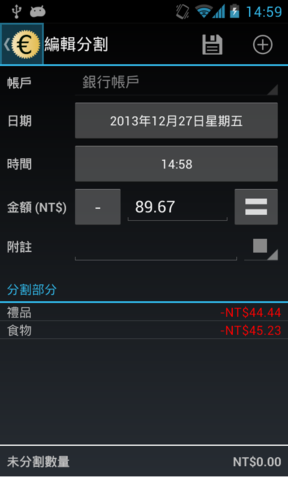 14:59
編輯分割
帳戶 銀行帳戶
日期 2013年12月27日星期五
時間 14:58
金額 (NT$) - 89.67 =
附註
分割部分
禮品 -NT$44.44
食物 -NT$45.23
未分割數量 NT$0.00